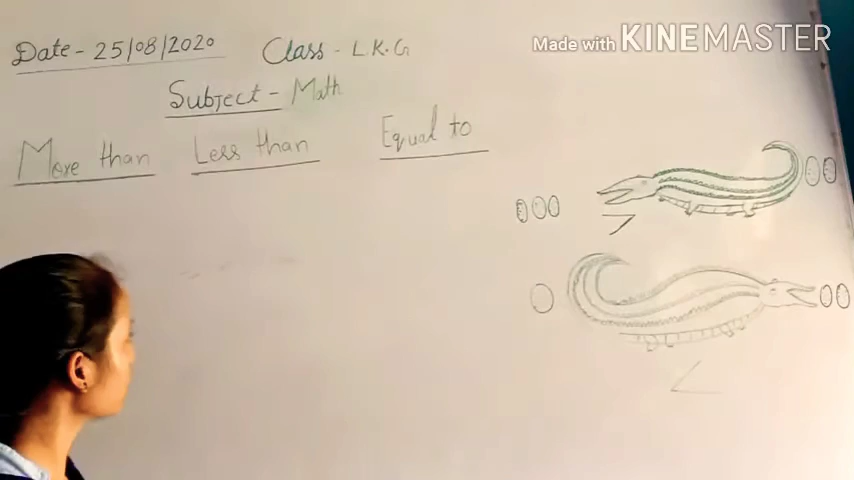 Made with KINEMASTER
Date - 25/08/2020 Class - L.K.G
Subject - Math
More than Less than Equal to
>
<